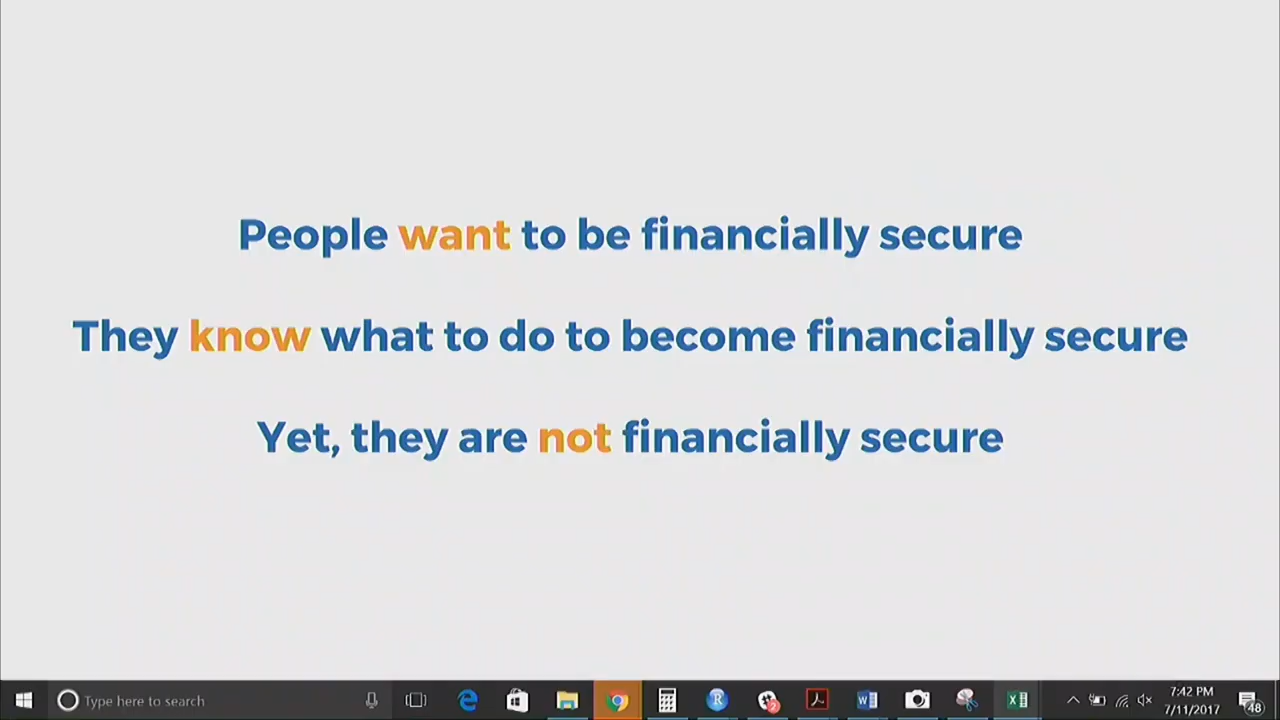 People want to be financially secure
They know what to do to become financially secure
Yet, they are not financially secure
Type here to search
7:42 PM
7/11/2017
48
2